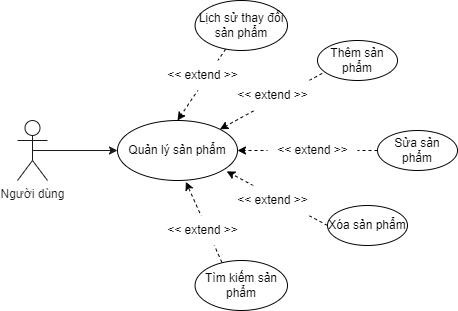 Lịch sử thay đổi
sản phẩm
Thêm sản
phẩm
<< extend >>
<< extend >>
Quản lý sản phẩm
<< extend >>
Sửa sản
phẩm
Người dùng
<< extend >>
Xóa sản phẩm
<< extend >>
Tìm kiếm sản
phẩm